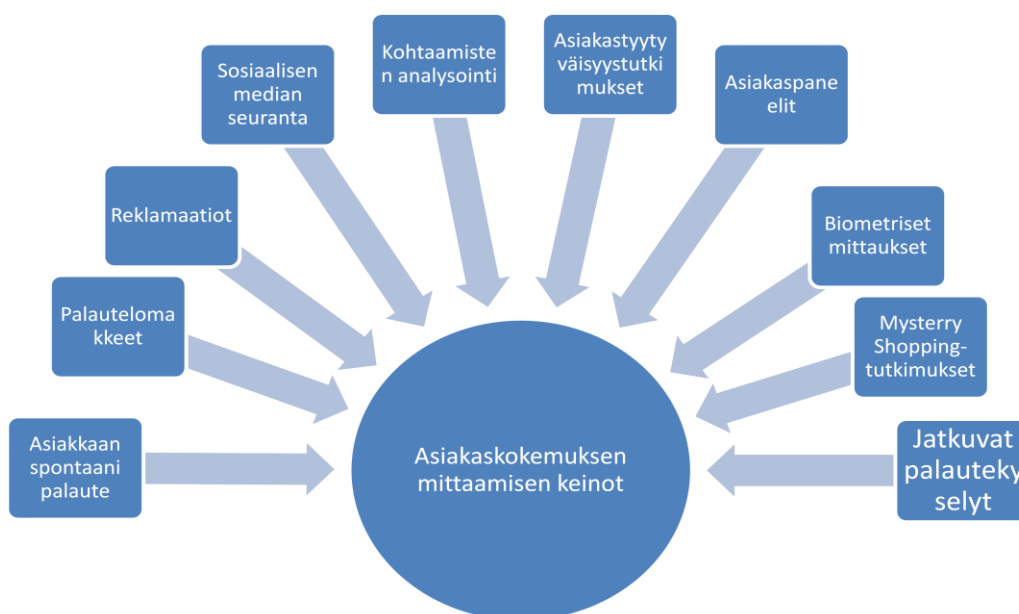 Kohtaamiste
n analysointi
Asiakastyyty
väisyystutki
mukset
Sosiaalisen
median
seuranta
Asiakaspane
elit
Reklamaatiot
Biometriset
mittaukset
Palauteloma
kkeet
Mysterry
Shopping-
tutkimukset
Asiakkaan
spontaani
palaute
Asiakaskokemuksen
mittaamisen keinot
Jatkuvat
palauteky
selyt